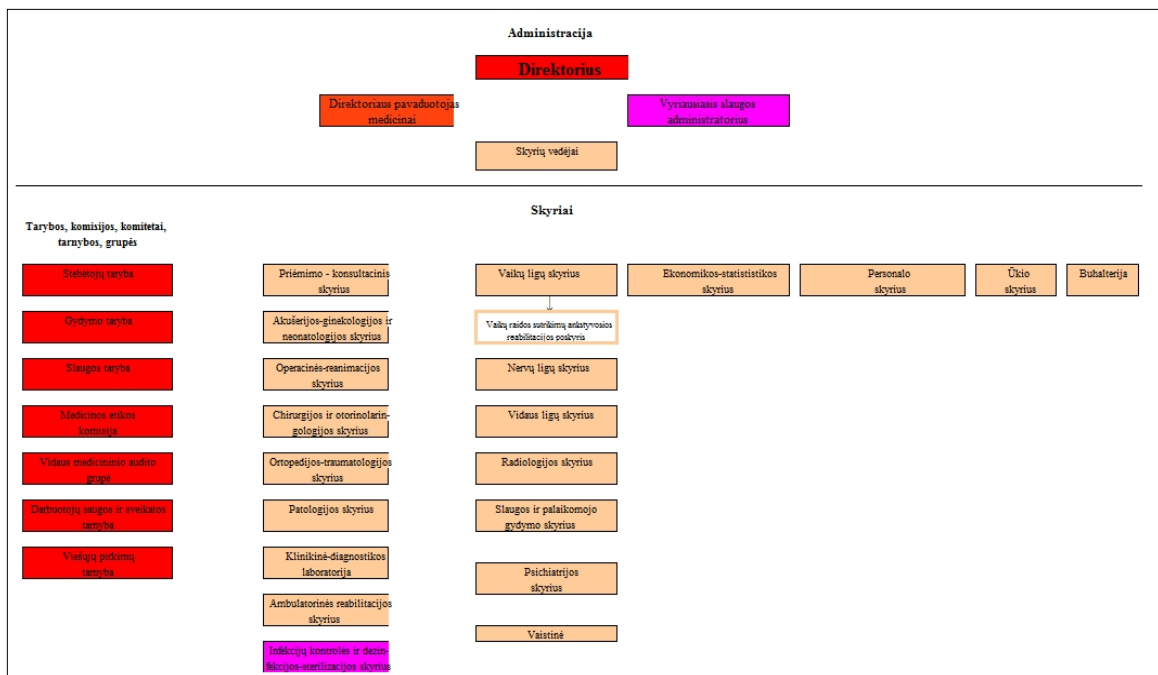 Administracija
Direktorius
Direktoriaus pavaduotojas
medicinai
Vyriausiasis slaugos
administratorius
Skyrių vedėjai
Skyriai
Tarybos, komisijos, komitetai,
tarnybos, grupės
Stebėtojų taryba
Gydymo taryba
Slaugos taryba
Medicinos etikos
komisija
Vidaus medicininio audito
grupė
Darbuotojų saugos ir sveikatos
tarnyba
Viešųjų pirkimų
tarnyba
Priėmimo - konsultacinis
skyrius
Akušerijos-ginekologijos ir
neonatologijos skyrius
Operacinės-reanimacijos
skyrius
Chirurgijos ir otorinolarin-
gologijos skyrius
Ortopedijos-traumatologijos
skyrius
Patologijos skyrius
Klinikinė-diagnostikos
laboratorija
Ambulatorinės reabilitacijos
skyrius
Infekcijų kontrolės ir dezin-
fekcijos-sterilizacijos skyrius
Vaikų ligų skyrius
Vaikų raidos sutrikimų ankstyvosios
reabilitacijos poskyris
Nervų ligų skyrius
Vidaus ligų skyrius
Radiologijos skyrius
Slaugos ir palaikomojo
gydymo skyrius
Psichiatrijos
skyrius
Vaistinė
Ekonomikos-statististikos
skyrius
Personalo
skyrius
Ūkio
skyrius
Buhalterija